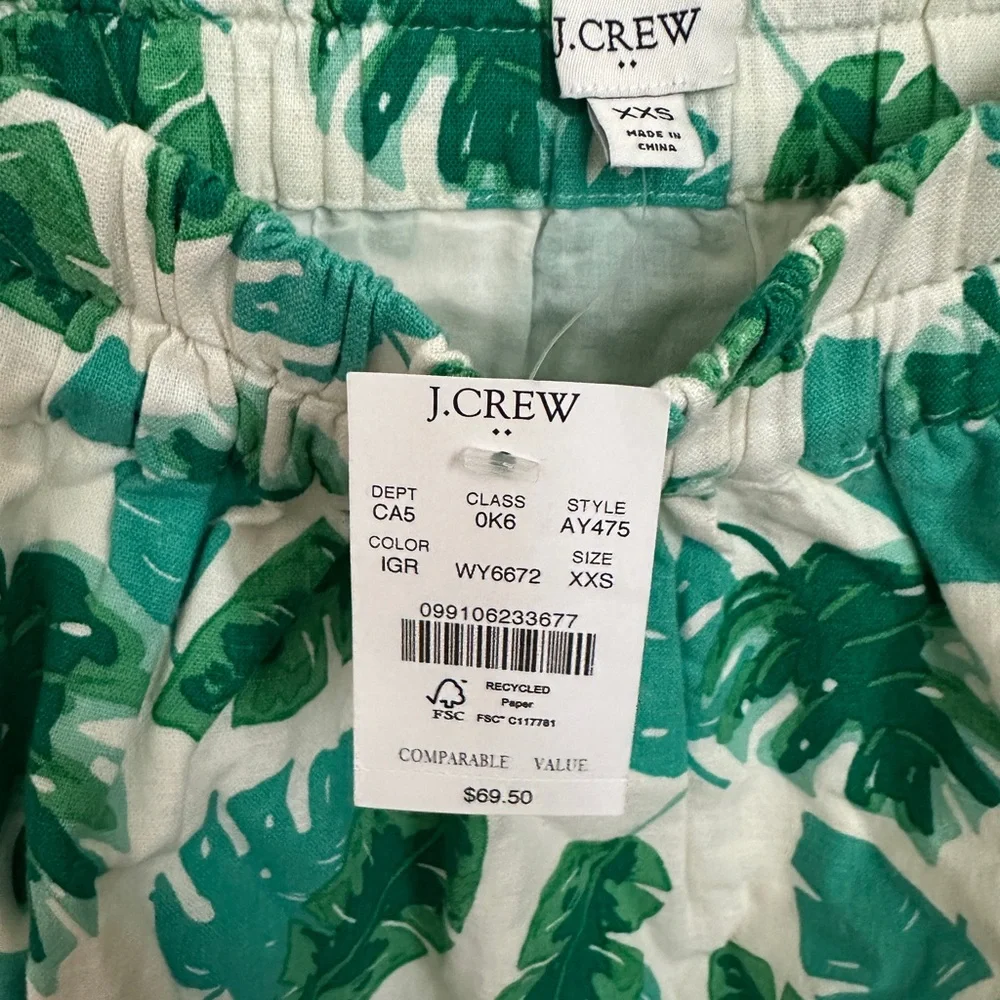 J.CREW
XXS
MADE IN
CHINA
J.CREW
DEPT CLASS STYLE
CA5 0K6 AY475
COLOR SIZE
IGR WY6672 XXS
099106233677
RECYCLED
Paper
FSC FSC™ C117781
COMPARABLE VALUE
$69.50